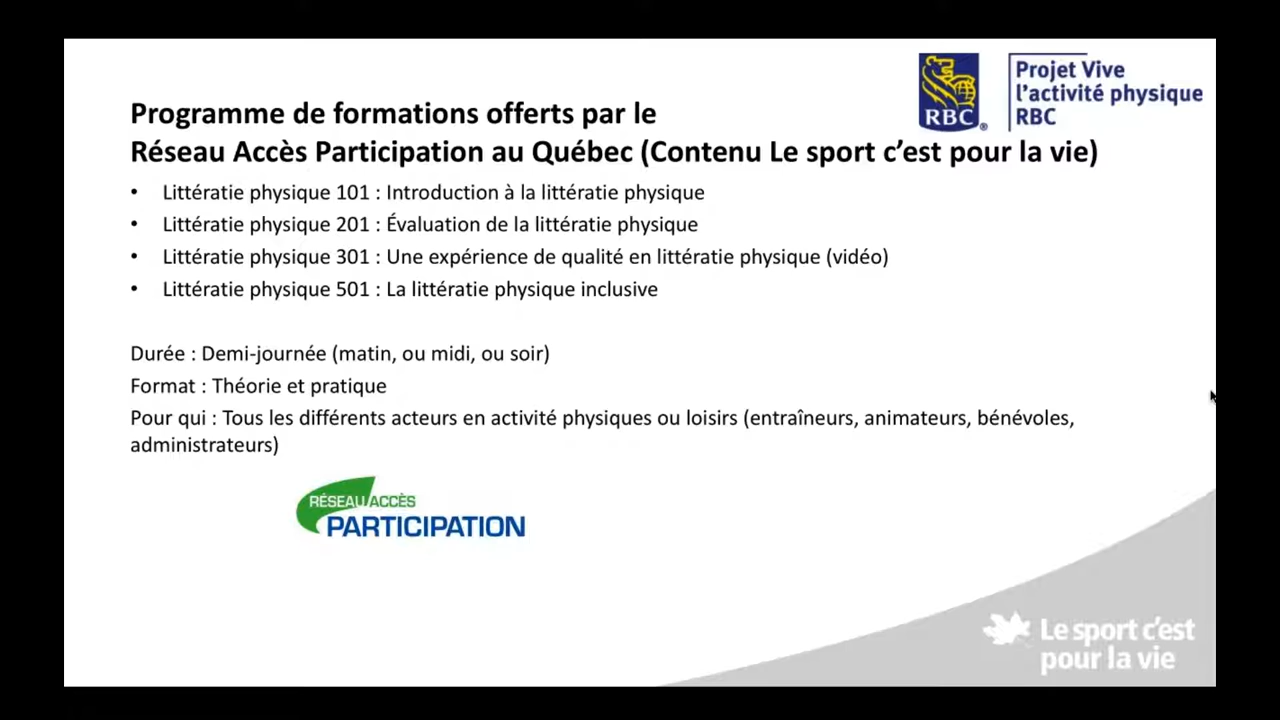 RBC
Projet Vive
l'activité physique
RBC
Programme de formations offerts par le
Réseau Accès Participation au Québec (Contenu Le sport c'est pour la vie)
• Littératie physique 101 : Introduction à la littératie physique
• Littératie physique 201 : Évaluation de la littératie physique
• Littératie physique 301 : Une expérience de qualité en littératie physique (vidéo)
• Littératie physique 501 : La littératie physique inclusive
Durée : Demi-journée (matin, ou midi, ou soir)
Format : Théorie et pratique
Pour qui : Tous les différents acteurs en activité physiques ou loisirs (entraîneurs, animateurs, bénévoles,
administrateurs)
RÉSEAU ACCÈS
PARTICIPATION
Le sport c'est
pour la vie